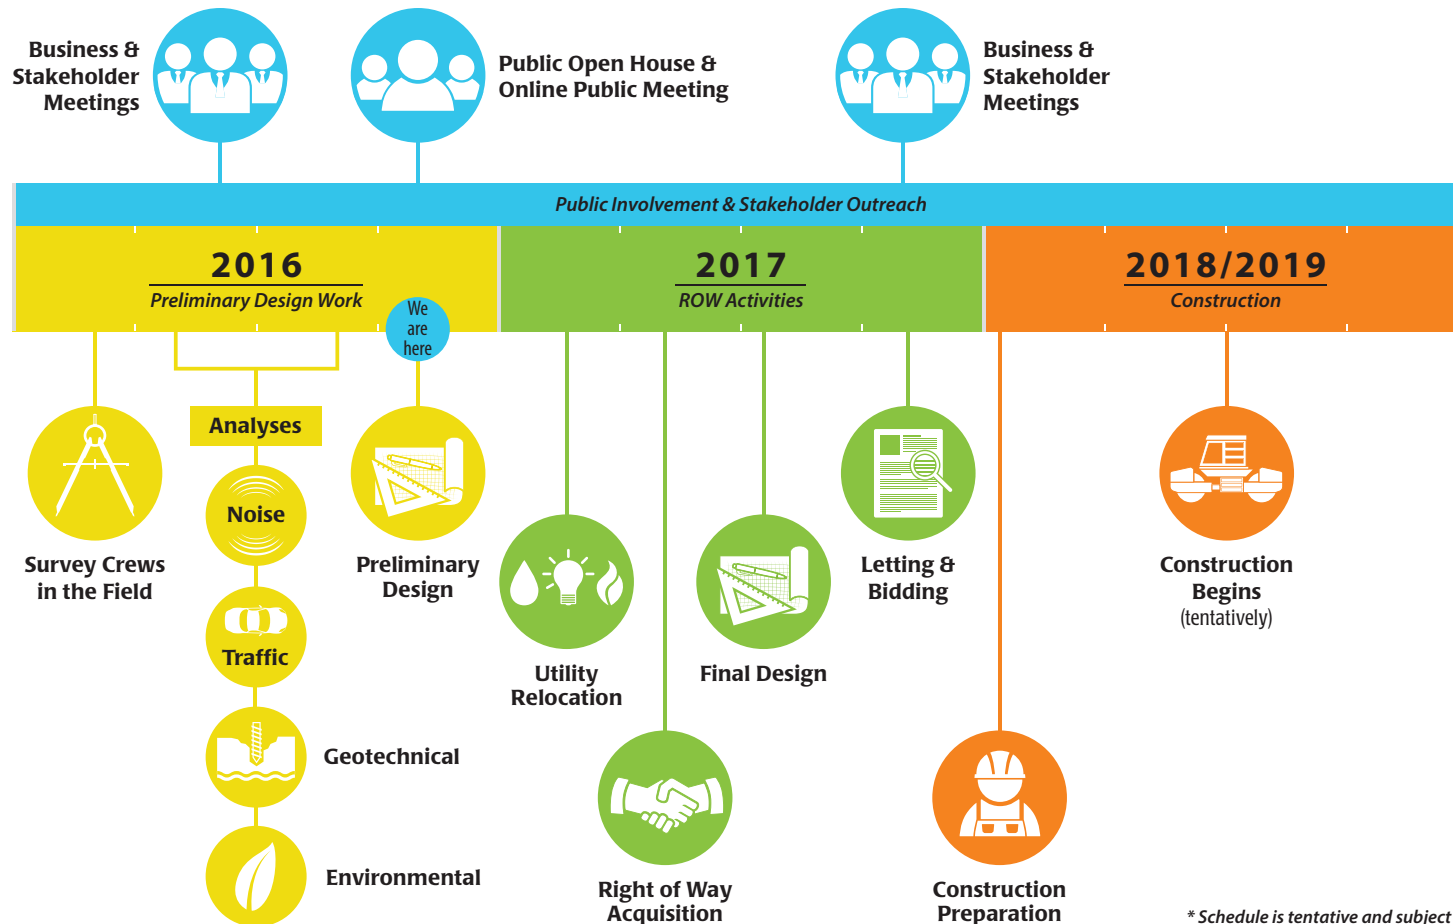 Business &
Stakeholder
Meetings
Public Open House &
Online Public Meeting
Business &
Stakeholder
Meetings
Public Involvement & Stakeholder Outreach
2016
Preliminary Design Work
2017
ROW Activities
2018/2019
Construction
We
are
here
Survey Crews
in the Field
Analyses
Noise
Traffic
Geotechnical
Environmental
Preliminary
Design
Utility
Relocation
Right of Way
Acquisition
Final Design
Letting &
Bidding
Construction
Preparation
Construction
Begins
(tentatively)
* Schedule is tentative and subject